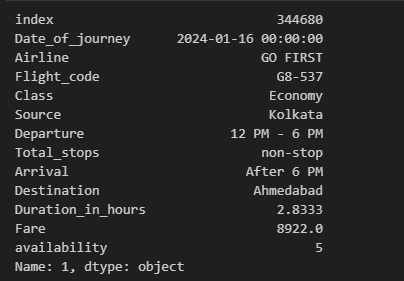 index 344680
Date_of_journey 2024-01-16 00:00:00
Airline GO FIRST
Flight_code G8-537
Class Economy
Source Kolkata
Departure 12 PM - 6 PM
Total_stops non-stop
Arrival After 6 PM
Destination Ahmedabad
Duration_in_hours 2.8333
Fare 8922.0
availability 5
Name: 1, dtype: object